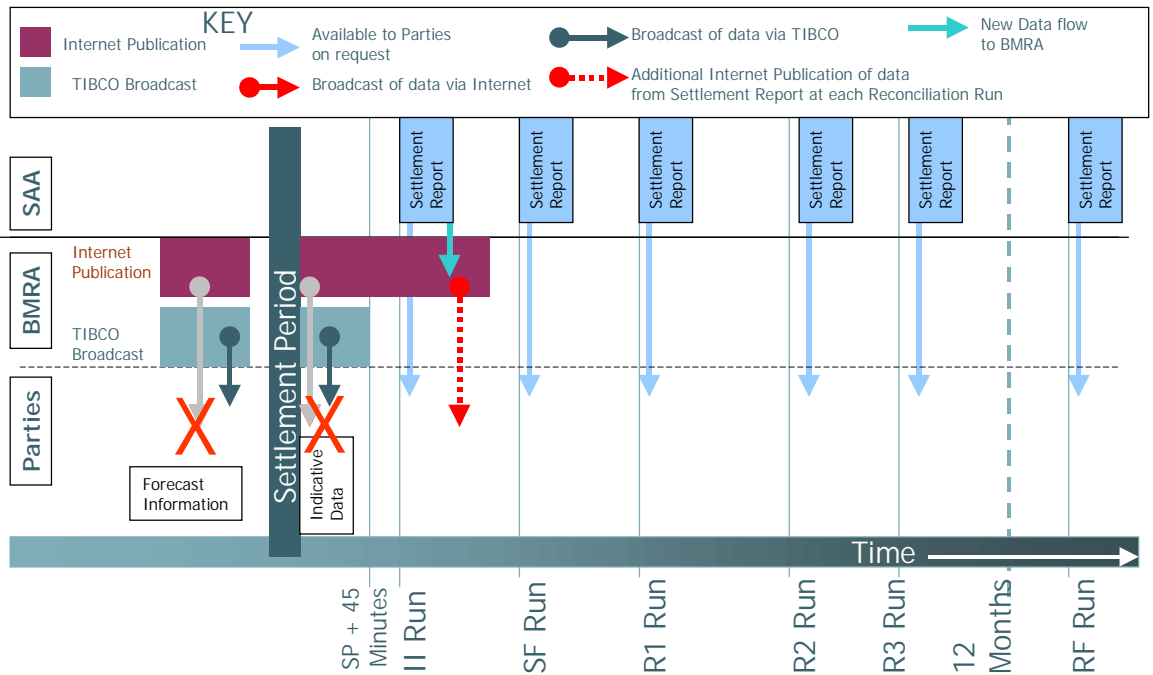 KEY
Internet Publication
Available to Parties
on request
Broadcast of data via TIBCO
New Data flow
to BMRA
TIBCO Broadcast
Broadcast of data via Internet
Additional Internet Publication of data
from Settlement Report at each Reconciliation Run
SAA
Settlement
Report
Settlement
Report
Settlement
Report
Settlement
Report
Settlement
Report
Settlement
Report
BMRA
Internet
Publication
TIBCO
Broadcast
Settlement Period
Parties
Forecast
Information
Indicative
Data
Time
SP + 45
Minutes
II Run
SF Run
R1 Run
R2 Run
R3 Run
12
Months
RF Run